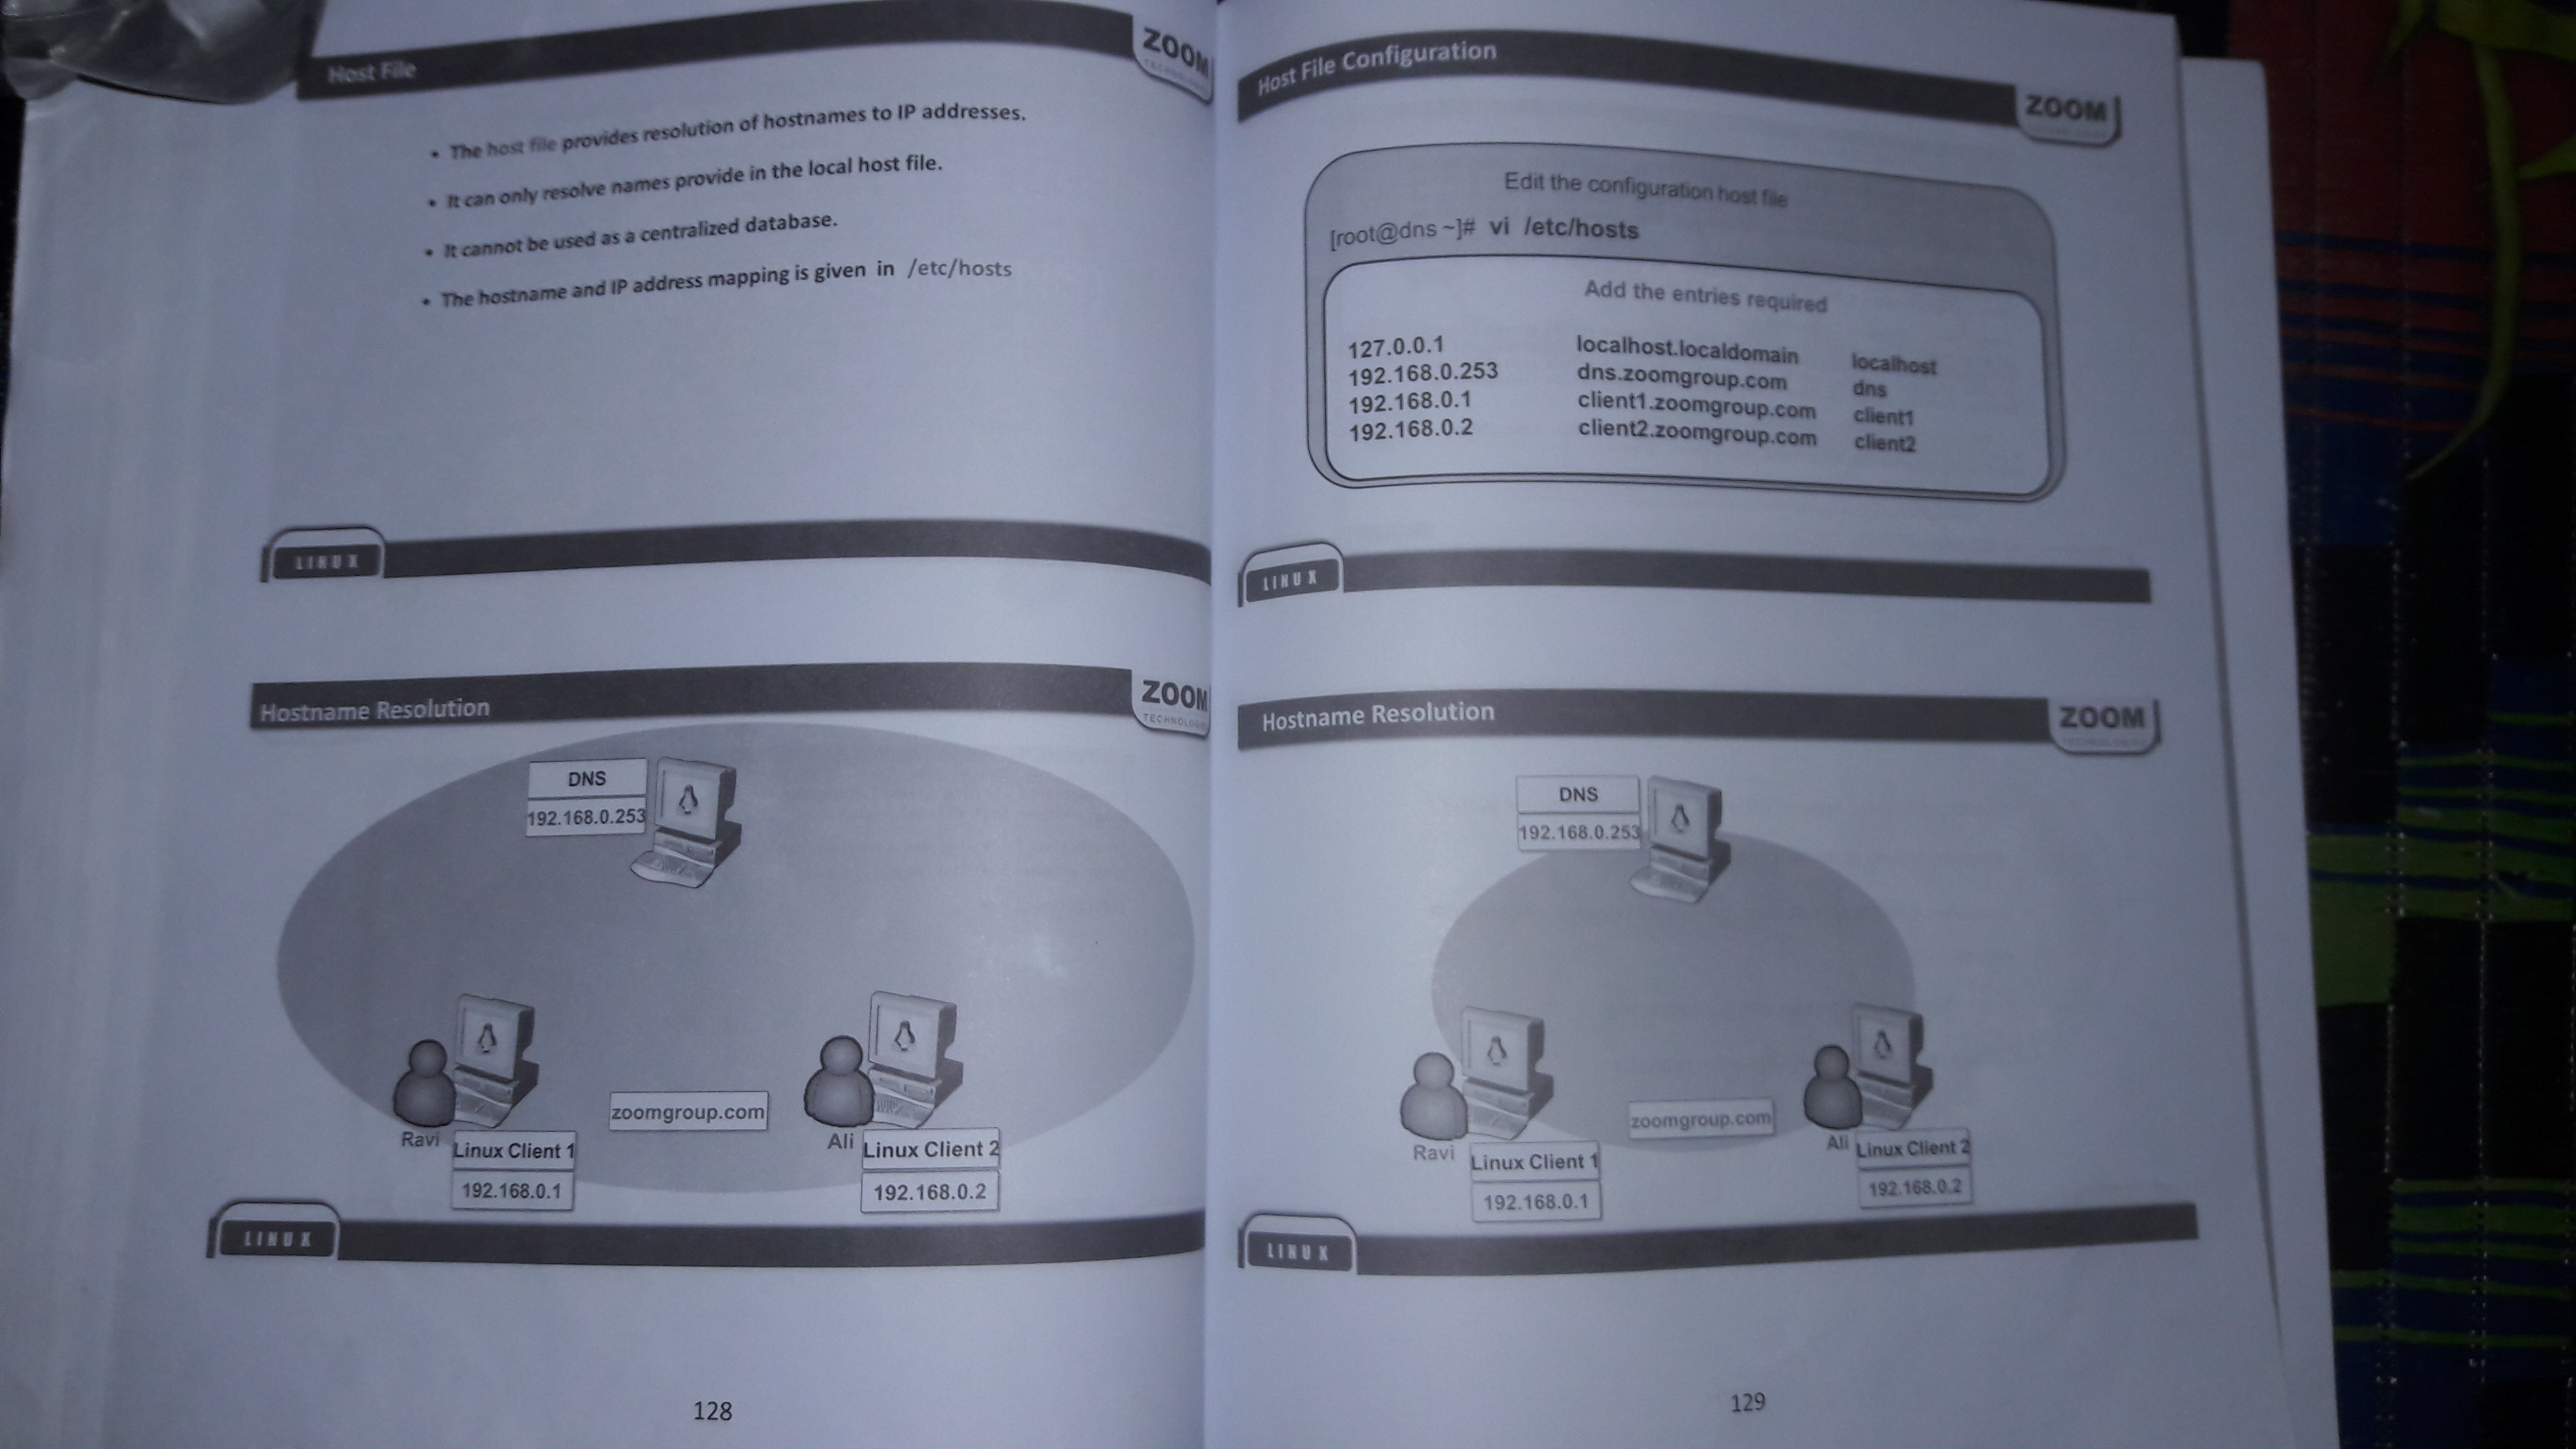 Host File
ZOOM
TECHNOLOGIES
• The host file provides resolution of hostnames to IP addresses.
• It can only resolve names provide in the local host file.
• It cannot be used as a centralized database.
• The hostname and IP address mapping is given in /etc/hosts
LINUX
Hostname Resolution
ZOOM
TECHNOLOGIES
DNS
192.168.0.253
zoomgroup.com
Ravi
Linux Client 1
192.168.0.1
Ali
Linux Client 2
192.168.0.2
LINUX
128
Host File Configuration
ZOOM
Edit the configuration host file
[root@dns ~]# vi /etc/hosts
Add the entries required
127.0.0.1 localhost.localdomain localhost
192.168.0.253 dns.zoomgroup.com dns
192.168.0.1 client1.zoomgroup.com client1
192.168.0.2 client2.zoomgroup.com client2
LINUX
Hostname Resolution
ZOOM
DNS
192.168.0.253
zoomgroup.com
Ravi
Linux Client 1
192.168.0.1
Ali
Linux Client 2
192.168.0.2
LINUX
129